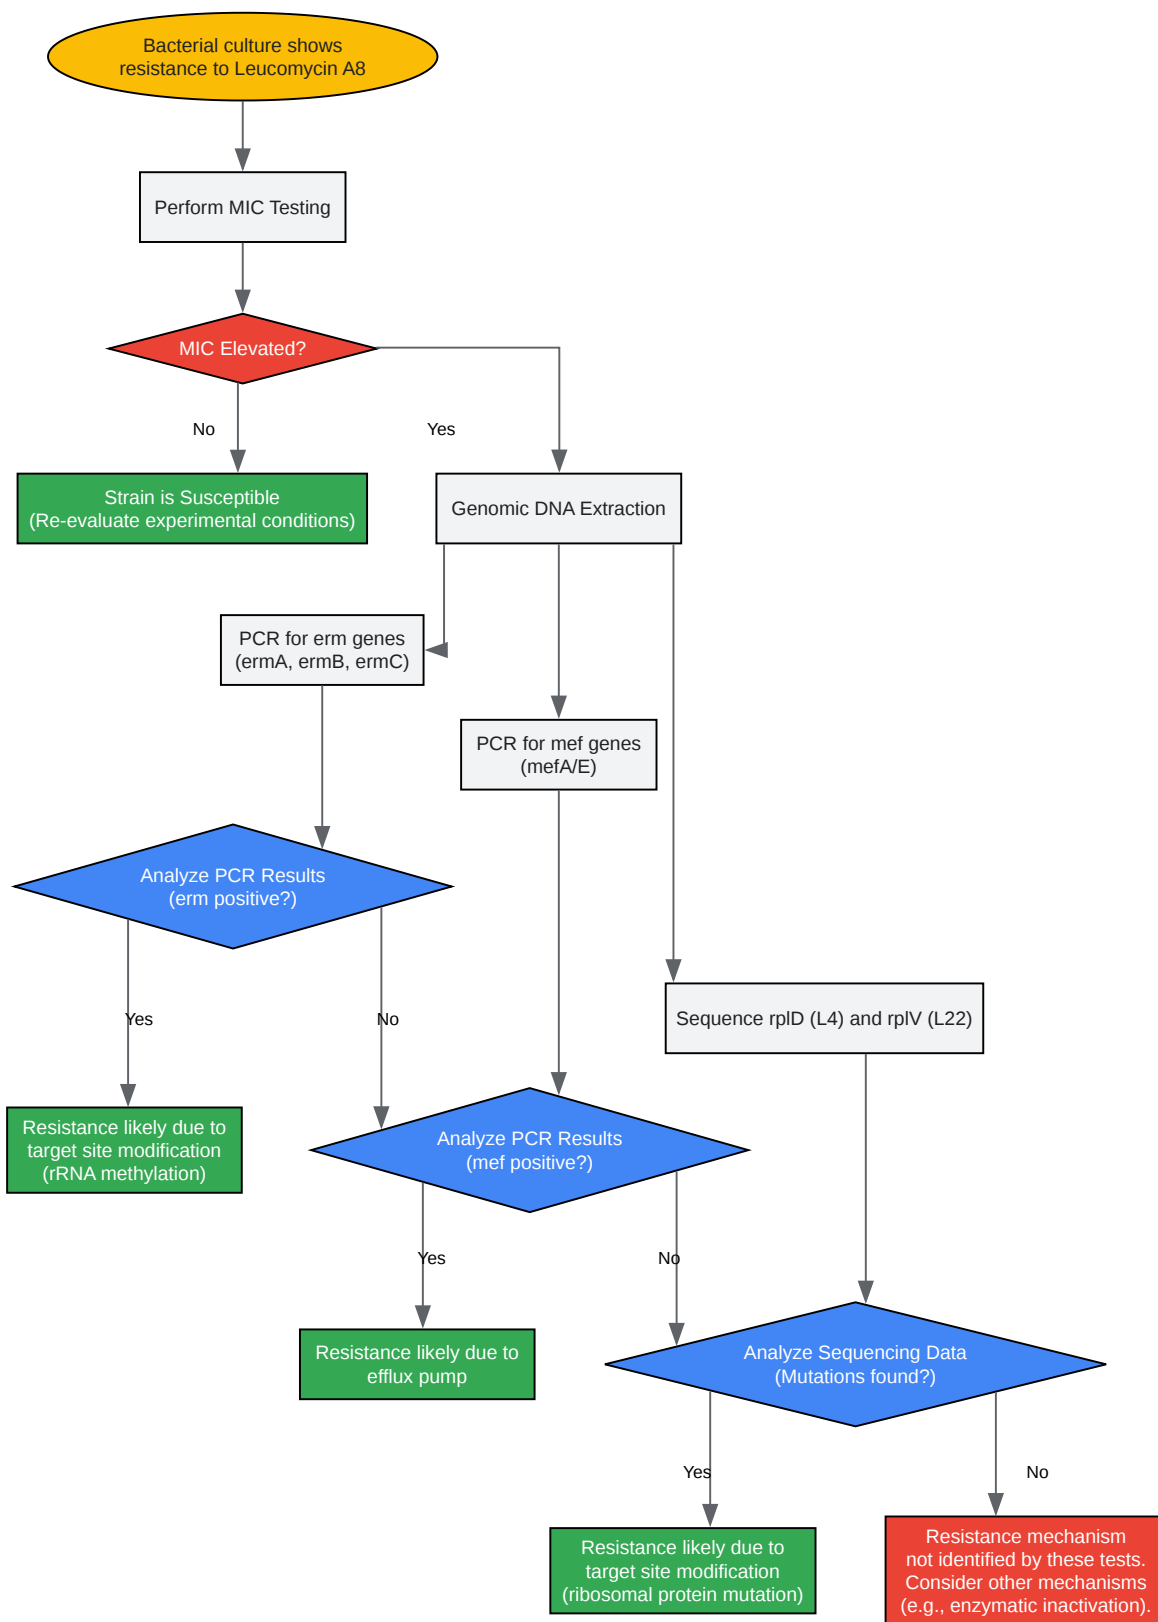 Bacterial culture shows
resistance to Leucomycin A8
Perform MIC Testing
MIC Elevated?
No
Yes
Strain is Susceptible
(Re-evaluate experimental conditions)
Genomic DNA Extraction
PCR for erm genes
(ermA, ermB, ermC)
PCR for mef genes
(mefA/E)
Analyze PCR Results
(erm positive?)
Yes
No
Sequence rplD (L4) and rplV (L22)
Resistance likely due to
target site modification
(rRNA methylation)
Analyze PCR Results
(mef positive?)
Yes
No
Resistance likely due to
efflux pump
Analyze Sequencing Data
(Mutations found?)
Yes
No
Resistance likely due to
target site modification
(ribosomal protein mutation)
Resistance mechanism
not identified by these tests.
Consider other mechanisms
(e.g., enzymatic inactivation).